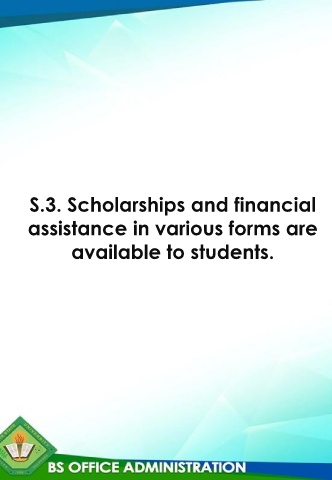 S.3. Scholarships and financial
assistance in various forms are
available to students.
BS OFFICE ADMINISTRATION